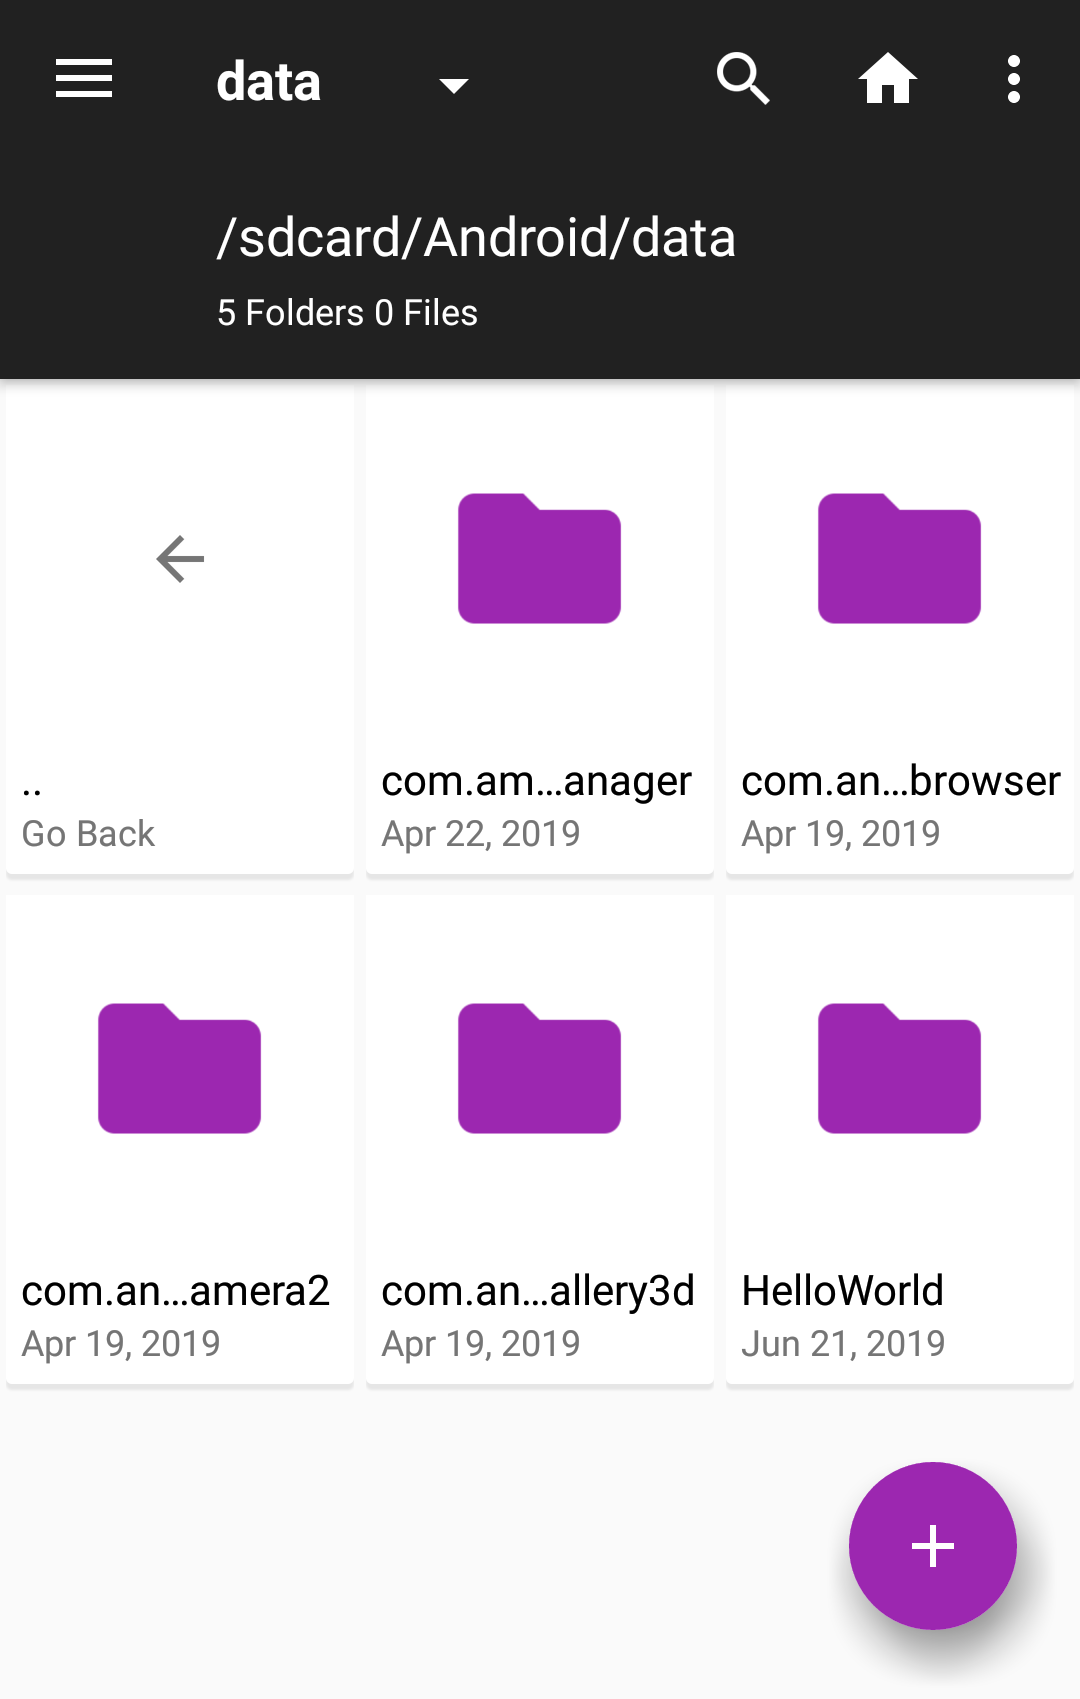 data
/sdcard/Android/data
5 Folders 0 Files
..
Go Back
com.am...anager
Apr 22, 2019
com.an...browser
Apr 19, 2019
com.an...amera2
Apr 19, 2019
com.an...allery3d
Apr 19, 2019
HelloWorld
Jun 21, 2019